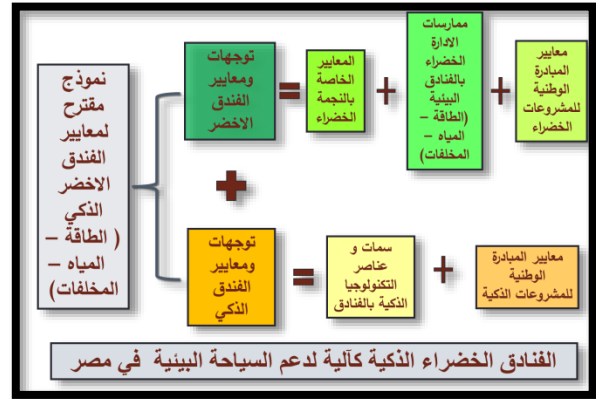 نموذج
مقترح
لمعايير
الفندق
الاخضر
الذكي
( الطاقة –
المياه –
المخلفات)
توجهات
ومعايير
الفندق
الاخضر
=
المعايير
الخاصة
بالنجمة
الخضراء
+
ممارسات
الادارة
الخضراء
بالفنادق
البيئية
(الطاقة –
المياه –
المخلفات)
+
معايير
المبادرة
الوطنية
للمشروعات
الخضراء
+
توجهات
ومعايير
الفندق
الذكي
=
سمات و
عناصر
التكنولوجيا
الذكية بالفنادق
+
معايير المبادرة
الوطنية
للمشروعات الذكية
الفنادق الخضراء الذكية كآلية لدعم السياحة البيئية في مصر